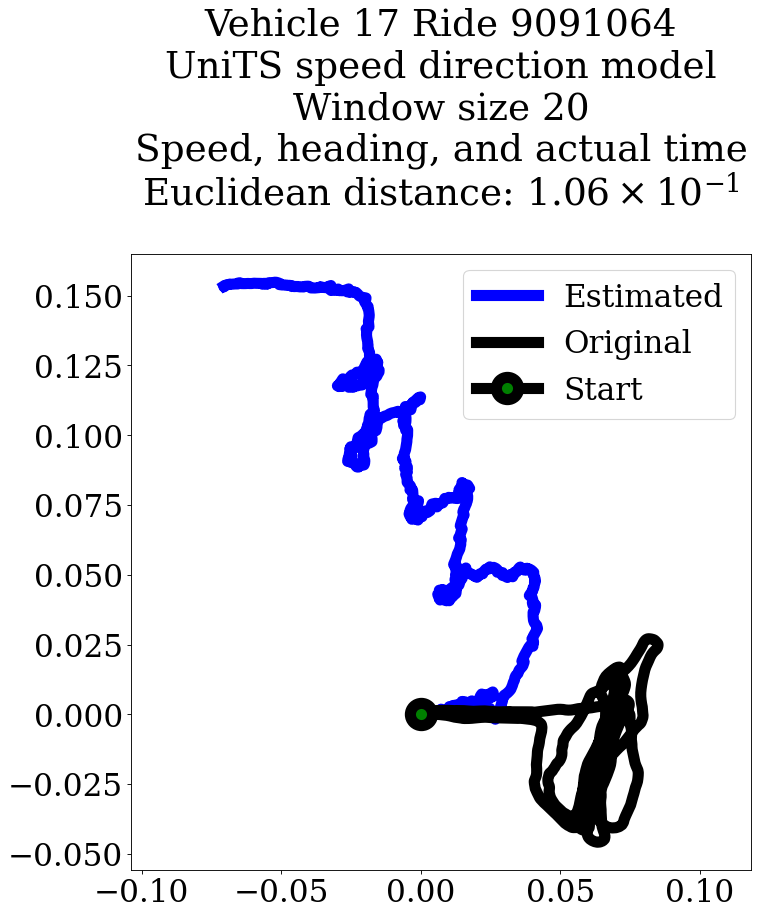 Vehicle 17 Ride 9091064
UniTS speed direction model
Window size 20
Speed, heading, and actual time
Euclidean distance: 1.06 × 10⁻¹
Estimated
Original
Start
0.150
0.125
0.100
0.075
0.050
0.025
0.000
−0.025
−0.050
−0.10 −0.05 0.00 0.05 0.10